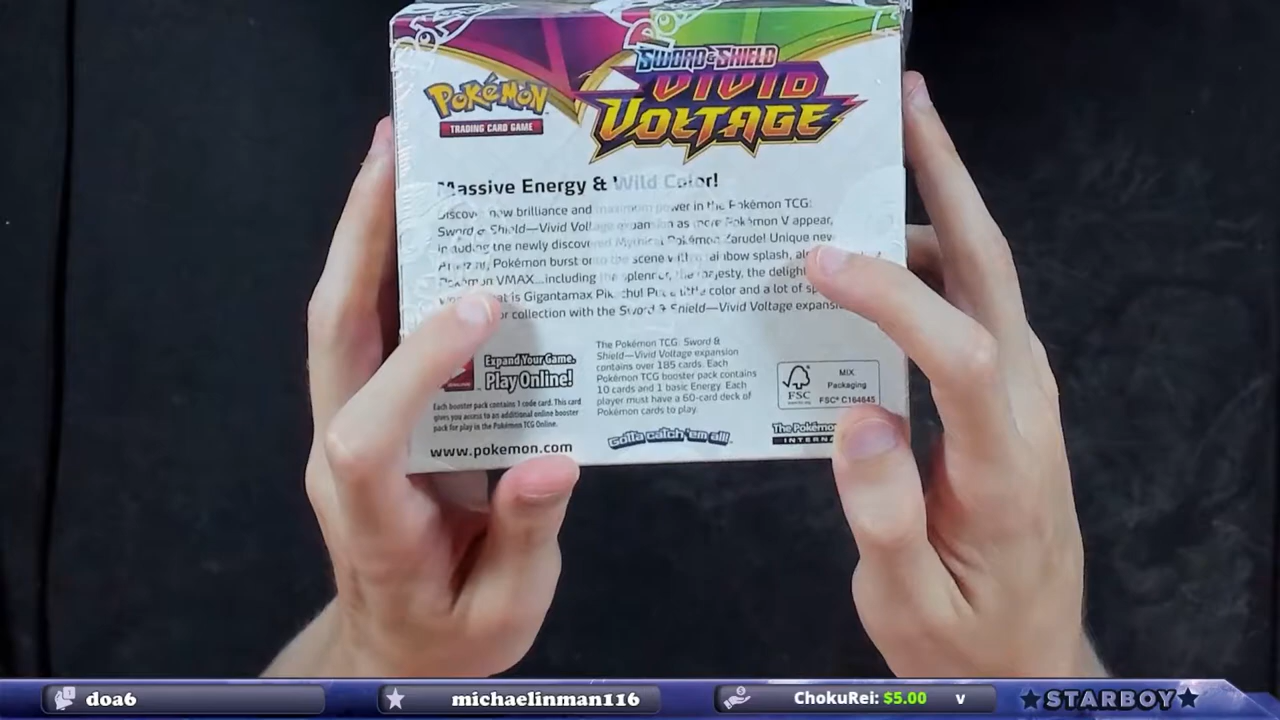 SWORD & SHIELD
VIVID
VOLTAGE
POKéMON
TRADING CARD GAME
Massive Energy & Wild Color!
Discover new brilliance and maximum power in the Pokémon TCG:
Sword & Shield—Vivid Voltage expansion as more Pokémon V appear,
including the newly discovered Mythical Pokémon Zarude! Unique new
Pokémon burst onto the scene with a rainbow splash,
Pokémon VMAX...including the splendor, the majesty, the delight
is Gigantamax Pikachu! Put a little color and a lot of
collection with the Sword & Shield—Vivid Voltage
Expand Your Game.
Play Online!
Each booster pack contains 1 code card. This card
gives you access to an additional online booster
pack for play in the Pokémon TCG Online.
www.pokemon.com
The Pokémon TCG: Sword &
Shield—Vivid Voltage expansion
contains over 185 cards. Each
Pokémon TCG booster pack contains
10 cards and 1 basic Energy. Each
player must have a 60-card deck of
Pokémon cards to play.
Gotta catch 'em all!
FSC
MIX
Packaging
FSC® C164645
The Pokémon
doa6
michaelinman116
ChokuRei: $5.00 v
STARBOY